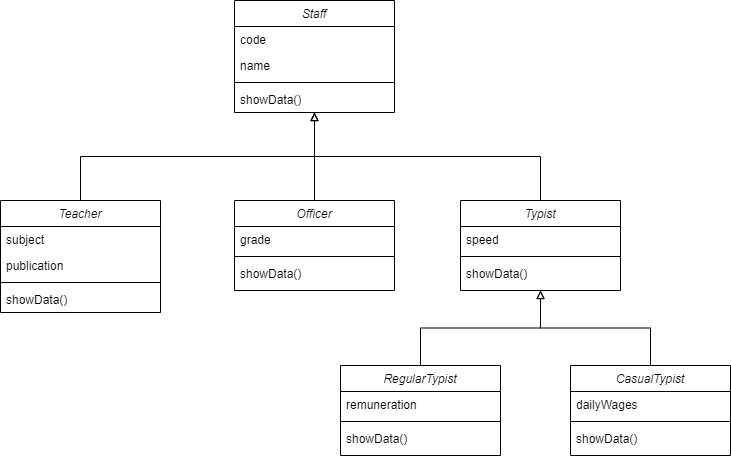 Staff
code
name
showData()
Teacher
subject
publication
showData()
Officer
grade
showData()
Typist
speed
showData()
RegularTypist
remuneration
showData()
CasualTypist
dailyWages
showData()